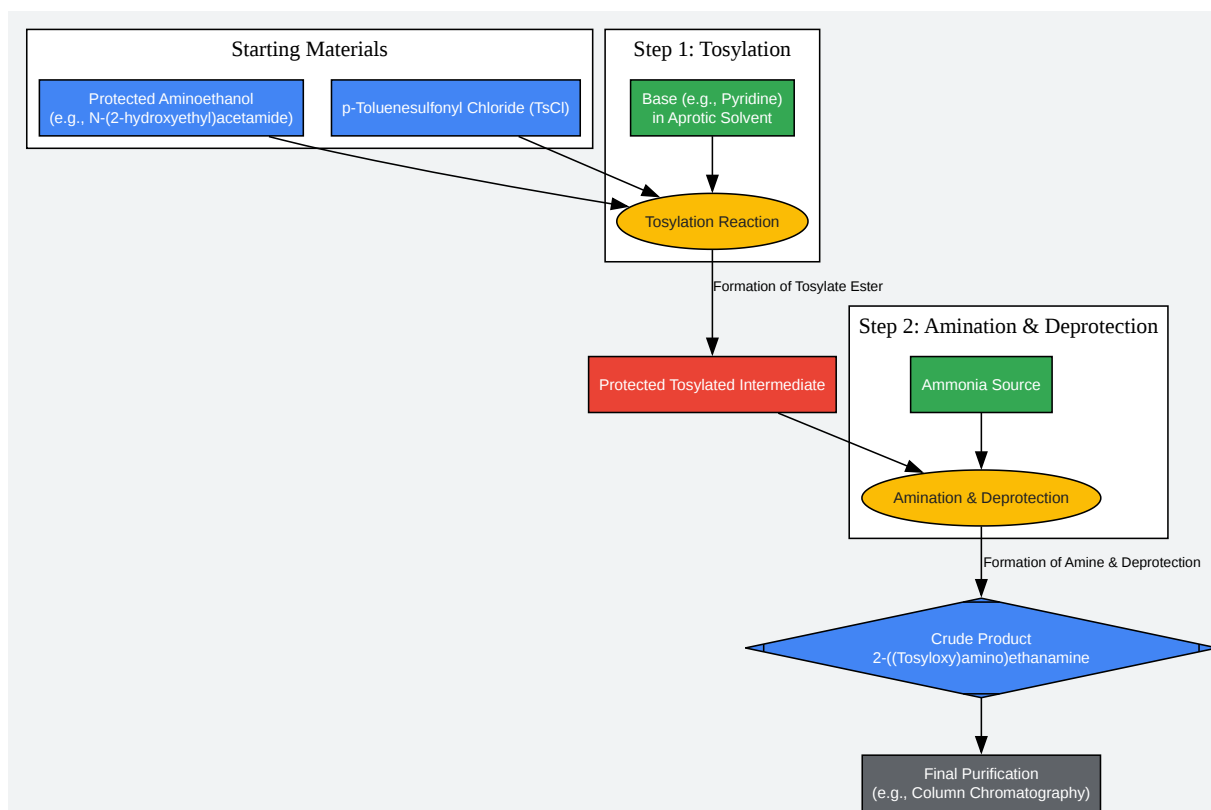 Starting Materials
Protected Aminoethanol
(e.g., N-(2-hydroxyethyl)acetamide)
p-Toluenesulfonyl Chloride (TsCl)
Step 1: Tosylation
Base (e.g., Pyridine)
in Aprotic Solvent
Tosylation Reaction
Formation of Tosylate Ester
Protected Tosylated Intermediate
Step 2: Amination & Deprotection
Ammonia Source
Amination & Deprotection
Formation of Amine & Deprotection
Crude Product
2-((Tosyloxy)amino)ethanamine
Final Purification
(e.g., Column Chromatography)